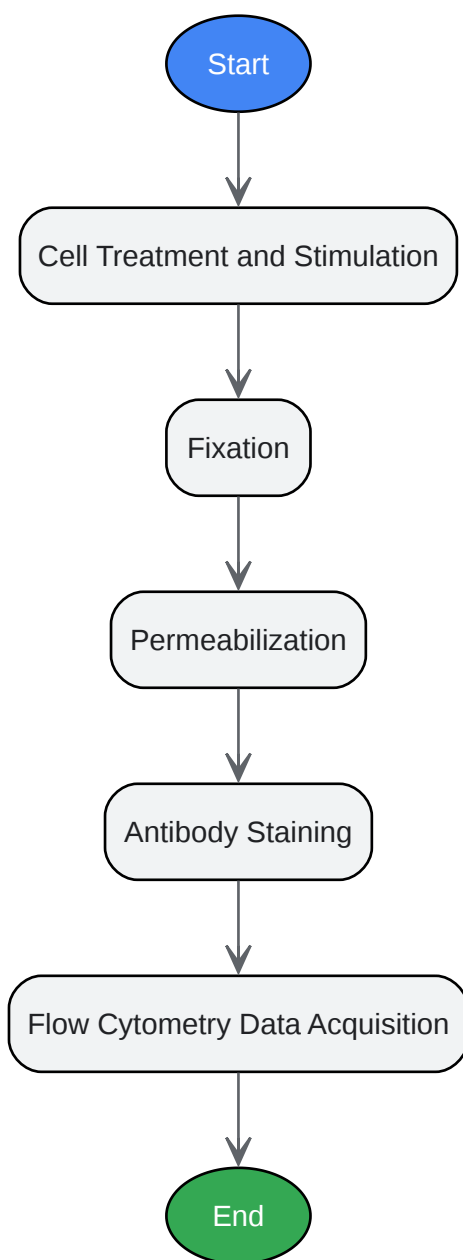 Start
Cell Treatment and Stimulation
Fixation
Permeabilization
Antibody Staining
Flow Cytometry Data Acquisition
End